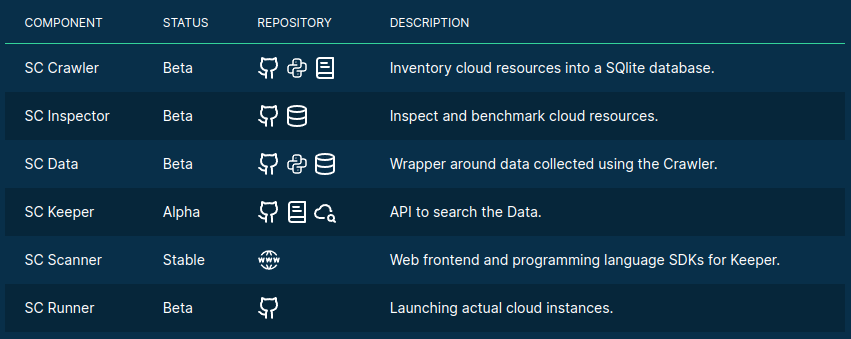 COMPONENT STATUS REPOSITORY DESCRIPTION
SC Crawler Beta Inventory cloud resources into a SQlite database.
SC Inspector Beta Inspect and benchmark cloud resources.
SC Data Beta Wrapper around data collected using the Crawler.
SC Keeper Alpha API to search the Data.
SC Scanner Stable WWW Web frontend and programming language SDKs for Keeper.
SC Runner Beta Launching actual cloud instances.